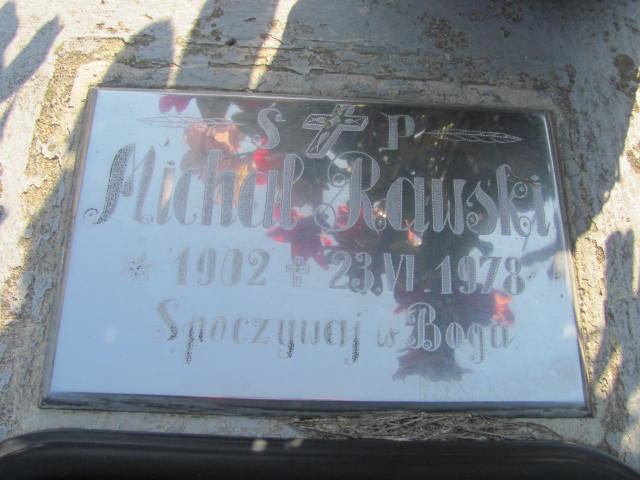 Ś P
Michał Rawski
* 1902 † 23.VI.1978
Spoczywaj w Bogu